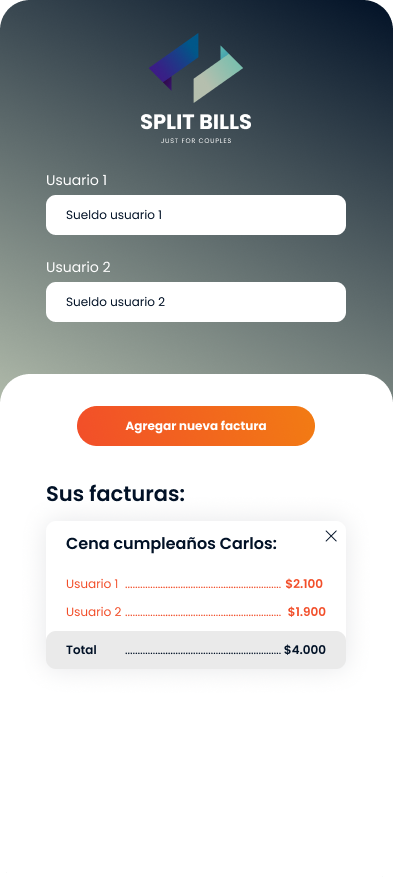 SPLIT BILLS
JUST FOR COUPLES
Usuario 1
Sueldo usuario 1
Usuario 2
Sueldo usuario 2
Agregar nueva factura
Sus facturas:
Cena cumpleaños Carlos:
Usuario 1 ........................................................ $2.100
Usuario 2 ........................................................ $1.900
Total ........................................................ $4.000